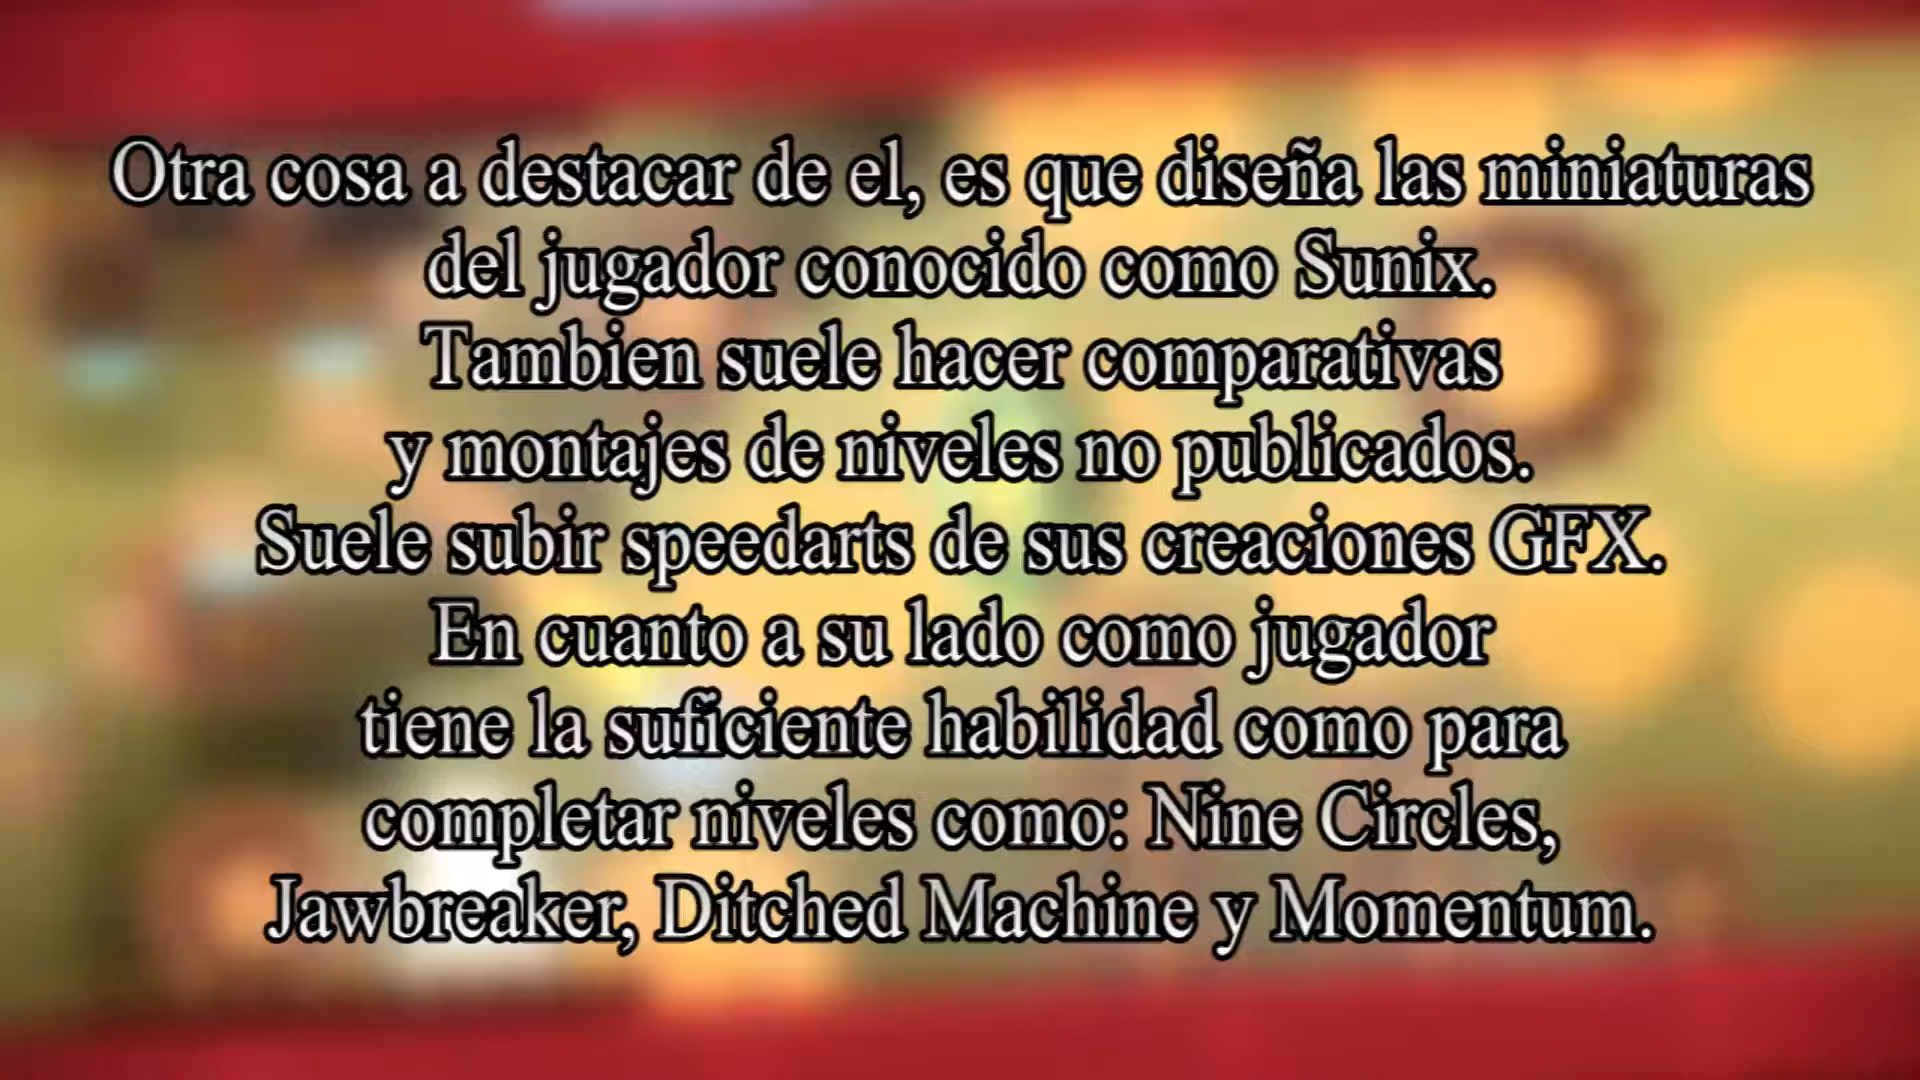 Otra cosa a destacar de el, es que diseña las miniaturas
del jugador conocido como Sunix.
Tambien suele hacer comparativas
y montajes de niveles no publicados.
Suele subir speedarts de sus creaciones GFX.
En cuanto a su lado como jugador
tiene la suficiente habilidad como para
completar niveles como: Nine Circles,
Jawbreaker, Ditched Machine y Momentum.